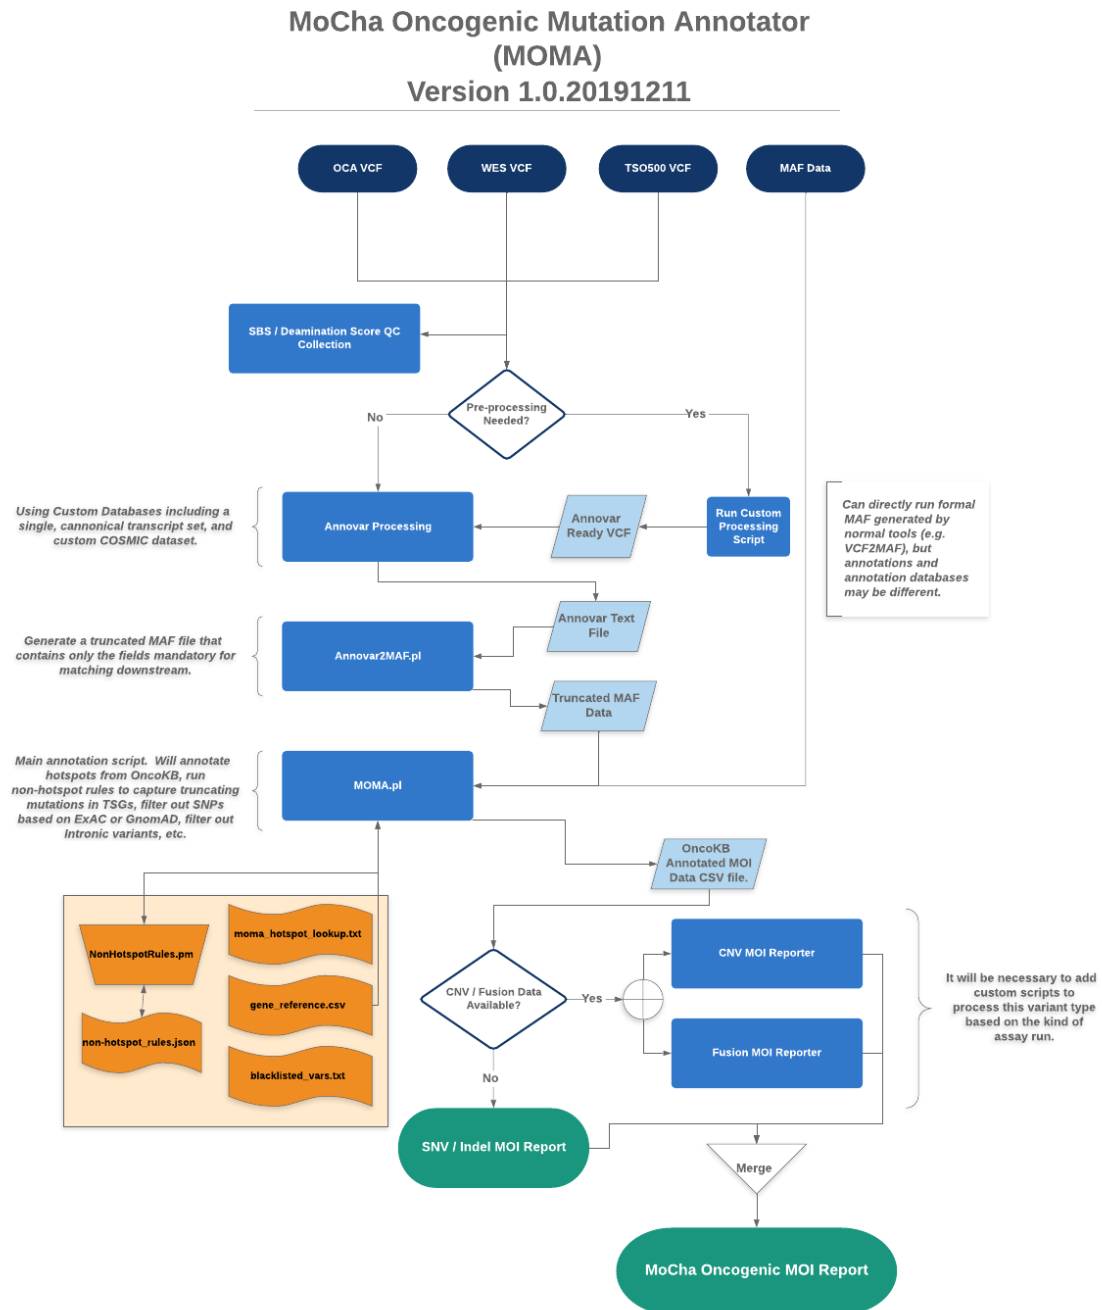 MoCha Oncogenic Mutation Annotator
(MOMA)
Version 1.0.20191211
OCA VCF
WES VCF
TSO500 VCF
MAF Data
SBS / Deamination Score QC
Collection
Pre-processing
Needed?
No
Yes
Using Custom Databases including a
single, cannonical transcript set, and
custom COSMIC dataset.
Annovar Processing
Annovar
Ready VCF
Run Custom
Processing
Script
Can directly run formal
MAF generated by
normal tools (e.g.
VCF2MAF), but
annotations and
annotation databases
may be different.
Annovar Text
File
Generate a truncated MAF file that
contains only the fields mandatory for
matching downstream.
Annovar2MAF.pl
Truncated MAF
Data
Main annotation script.  Will annotate
hotspots from OncoKB, run
non-hotspot rules to capture truncating
mutations in TSGs, filter out SNPs
based on ExAC or GnomAD, filter out
Intronic variants, etc.
MOMA.pl
OncoKB
Annotated MOI
Data CSV file.
NonHotspotRules.pm
non-hotspot_rules.json
moma_hotspot_lookup.txt
gene_reference.csv
blacklisted_vars.txt
CNV / Fusion Data
Available?
Yes
No
CNV MOI Reporter
Fusion MOI Reporter
It will be necessary to add
custom scripts to
process this variant type
based on the kind of
assay run.
SNV / Indel MOI Report
Merge
MoCha Oncogenic MOI Report